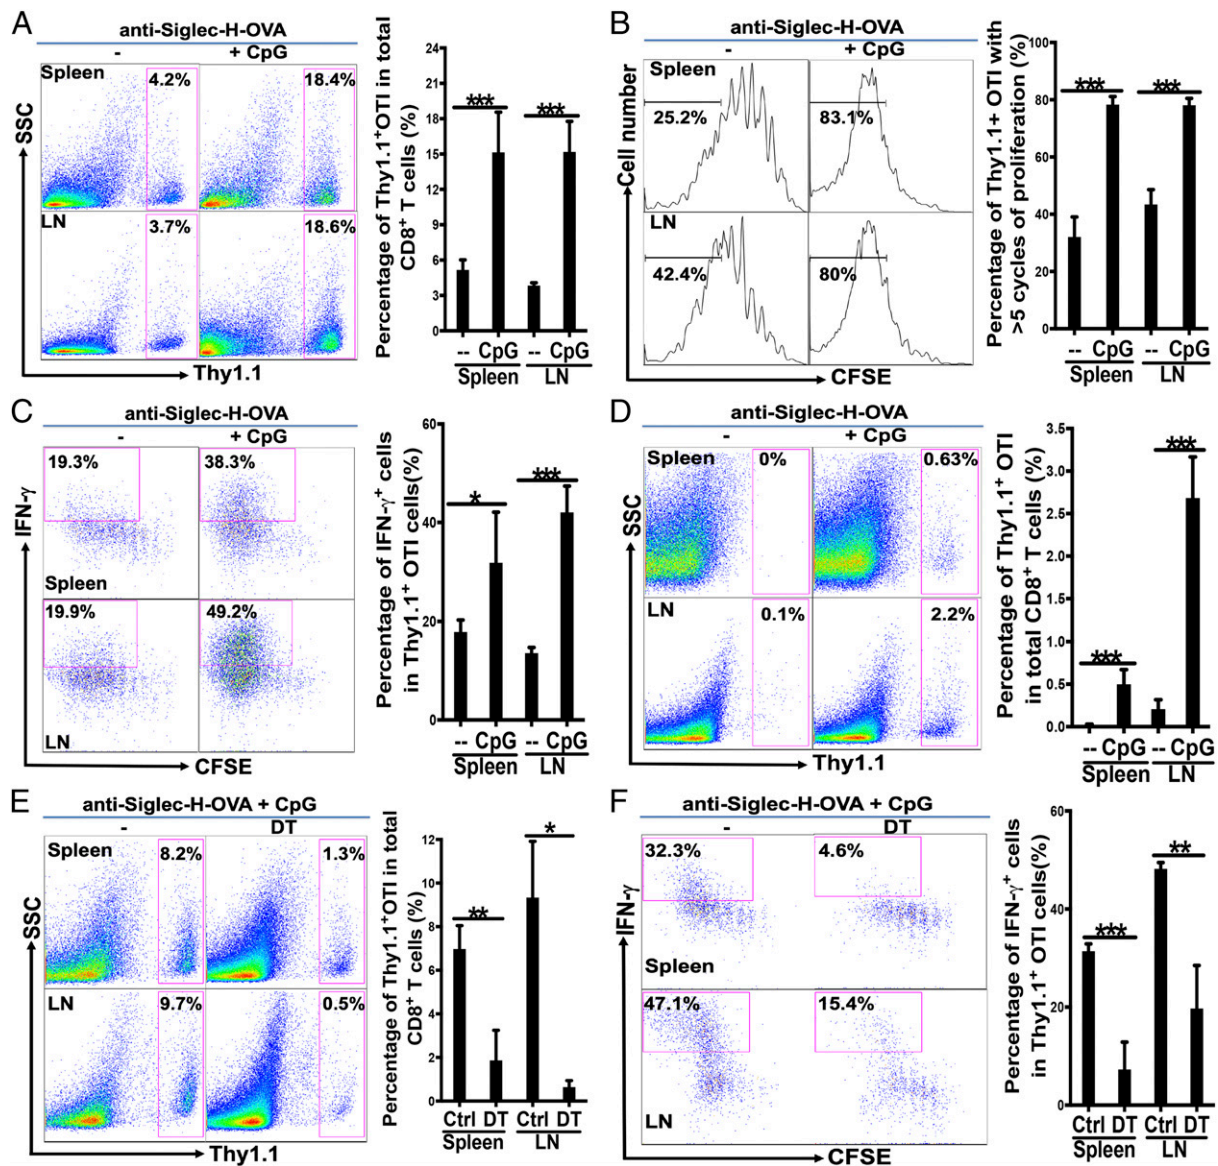 A
anti-Siglec-H-OVA
- + CpG
Spleen
4.2% 18.4%
LN
3.7% 18.6%
SSC
Thy1.1
Percentage of Thy1.1⁺OTI in total
CD8⁺ T cells (%)
24
21
18
15
12
9
6
3
0
*** ***
-- CpG -- CpG
Spleen LN
B
anti-Siglec-H-OVA
- + CpG
Spleen
25.2% 83.1%
LN
42.4% 80%
Cell number
CFSE
Percentage of Thy1.1+ OTI with
>5 cycles of proliferation (%)
100
80
60
40
20
0
*** ***
-- CpG -- CpG
Spleen LN
C
anti-Siglec-H-OVA
- + CpG
19.3% 38.3%
Spleen
19.9% 49.2%
LN
IFN-γ
CFSE
Percentage of IFN-γ⁺ cells
in Thy1.1⁺ OTI cells(%)
60
40
20
0
* ***
-- CpG -- CpG
Spleen LN
D
anti-Siglec-H-OVA
- + CpG
Spleen
0% 0.63%
LN
0.1% 2.2%
SSC
Thy1.1
Percentage of Thy1.1⁺ OTI
in total CD8⁺ T cells (%)
3.5
3.0
2.5
2.0
1.5
1.0
0.5
0.0
*** ***
-- CpG -- CpG
Spleen LN
E
anti-Siglec-H-OVA + CpG
- DT
Spleen
8.2% 1.3%
LN
9.7% 0.5%
SSC
Thy1.1
Percentage of Thy1.1⁺OTI in total
CD8⁺ T cells (%)
12
10
8
6
4
2
0
** *
Ctrl DT Ctrl DT
Spleen LN
F
anti-Siglec-H-OVA + CpG
- DT
32.3% 4.6%
Spleen
47.1% 15.4%
LN
IFN-γ
CFSE
Percentage of IFN-γ⁺ cells
in Thy1.1⁺ OTI cells(%)
60
40
20
0
*** **
Ctrl DT Ctrl DT
Spleen LN